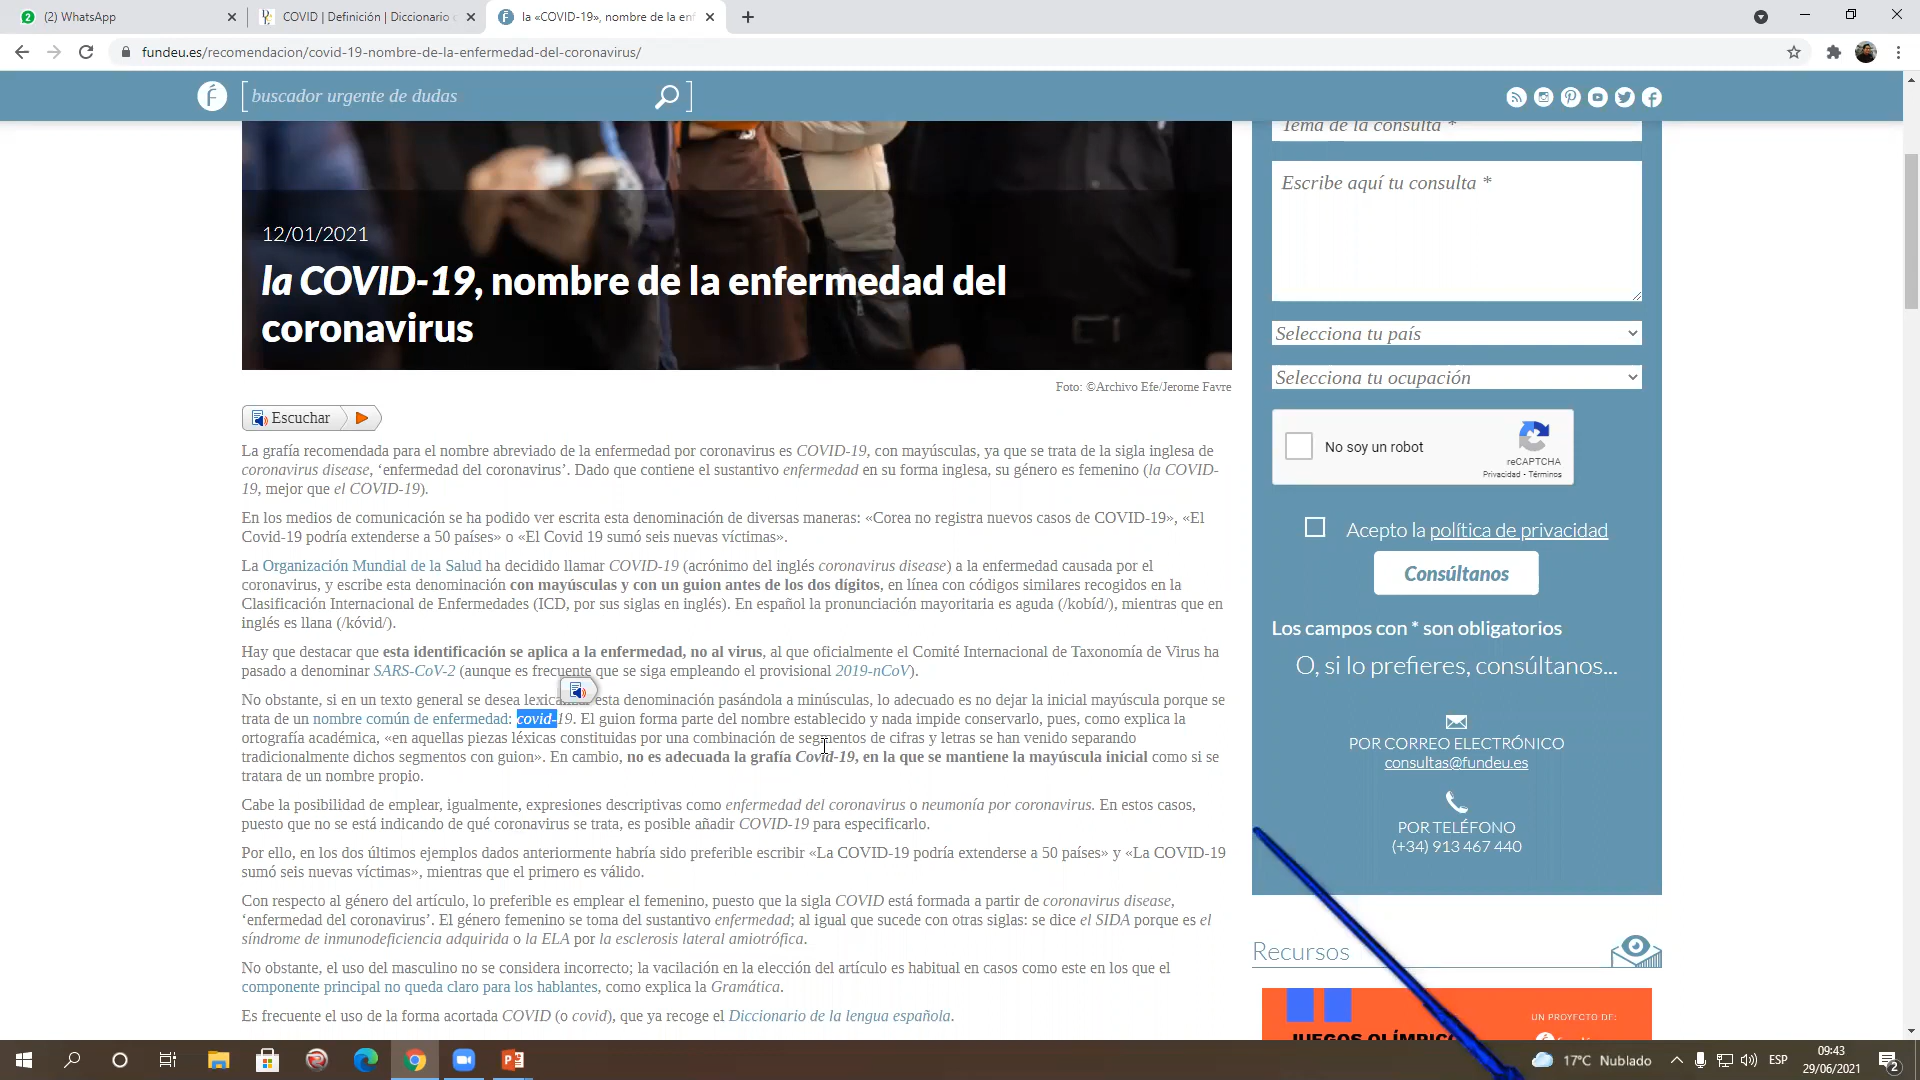 2 (2) WhatsApp
COVID | Definición | Diccionario
la «COVID-19», nombre de la enf
fundeu.es/recomendacion/covid-19-nombre-de-la-enfermedad-del-coronavirus/
buscador urgente de dudas
12/01/2021
la COVID-19, nombre de la enfermedad del
coronavirus
Foto: ©Archivo Efe/Jerome Favre
Escuchar
La grafía recomendada para el nombre abreviado de la enfermedad por coronavirus es COVID-19, con mayúsculas, ya que se trata de la sigla inglesa de
coronavirus disease, ‘enfermedad del coronavirus’. Dado que contiene el sustantivo enfermedad en su forma inglesa, su género es femenino (la COVID-
19, mejor que el COVID-19).
En los medios de comunicación se ha podido ver escrita esta denominación de diversas maneras: «Corea no registra nuevos casos de COVID-19», «El
Covid-19 podría extenderse a 50 países» o «El Covid 19 sumó seis nuevas víctimas».
La Organización Mundial de la Salud ha decidido llamar COVID-19 (acrónimo del inglés coronavirus disease) a la enfermedad causada por el
coronavirus, y escribe esta denominación con mayúsculas y con un guion antes de los dos dígitos, en línea con códigos similares recogidos en la
Clasificación Internacional de Enfermedades (ICD, por sus siglas en inglés). En español la pronunciación mayoritaria es aguda (/kobíd/), mientras que en
inglés es llana (/kóvid/).
Hay que destacar que esta identificación se aplica a la enfermedad, no al virus, al que oficialmente el Comité Internacional de Taxonomía de Virus ha
pasado a denominar SARS-CoV-2 (aunque es frecuente que se siga empleando el provisional 2019-nCoV).
No obstante, si en un texto general se desea lexica esta denominación pasándola a minúsculas, lo adecuado es no dejar la inicial mayúscula porque se
trata de un nombre común de enfermedad: covid-19. El guion forma parte del nombre establecido y nada impide conservarlo, pues, como explica la
ortografía académica, «en aquellas piezas léxicas constituidas por una combinación de segmentos de cifras y letras se han venido separando
tradicionalmente dichos segmentos con guion». En cambio, no es adecuada la grafía Covid-19, en la que se mantiene la mayúscula inicial como si se
tratara de un nombre propio.
Cabe la posibilidad de emplear, igualmente, expresiones descriptivas como enfermedad del coronavirus o neumonía por coronavirus. En estos casos,
puesto que no se está indicando de qué coronavirus se trata, es posible añadir COVID-19 para especificarlo.
Por ello, en los dos últimos ejemplos dados anteriormente habría sido preferible escribir «La COVID-19 podría extenderse a 50 países» y «La COVID-19
sumó seis nuevas víctimas», mientras que el primero es válido.
Con respecto al género del artículo, lo preferible es emplear el femenino, puesto que la sigla COVID está formada a partir de coronavirus disease,
‘enfermedad del coronavirus’. El género femenino se toma del sustantivo enfermedad; al igual que sucede con otras siglas: se dice el SIDA porque es el
síndrome de inmunodeficiencia adquirida o la ELA por la esclerosis lateral amiotrófica.
No obstante, el uso del masculino no se considera incorrecto; la vacilación en la elección del artículo es habitual en casos como este en los que el
componente principal no queda claro para los hablantes, como explica la Gramática.
Es frecuente el uso de la forma acortada COVID (o covid), que ya recoge el Diccionario de la lengua española.
Tema de la consulta *
Escribe aquí tu consulta *
Selecciona tu país
Selecciona tu ocupación
No soy un robot
reCAPTCHA
Privacidad - Términos
Acepto la política de privacidad
Consúltanos
Los campos con * son obligatorios
O, si lo prefieres, consúltanos...
POR CORREO ELECTRÓNICO
consultas@fundeu.es
POR TELÉFONO
(+34) 913 467 440
Recursos
UN PROYECTO DE:
JUEGOS OLÍMPICO
17°C Nublado
ESP
09:43
29/06/2021
2